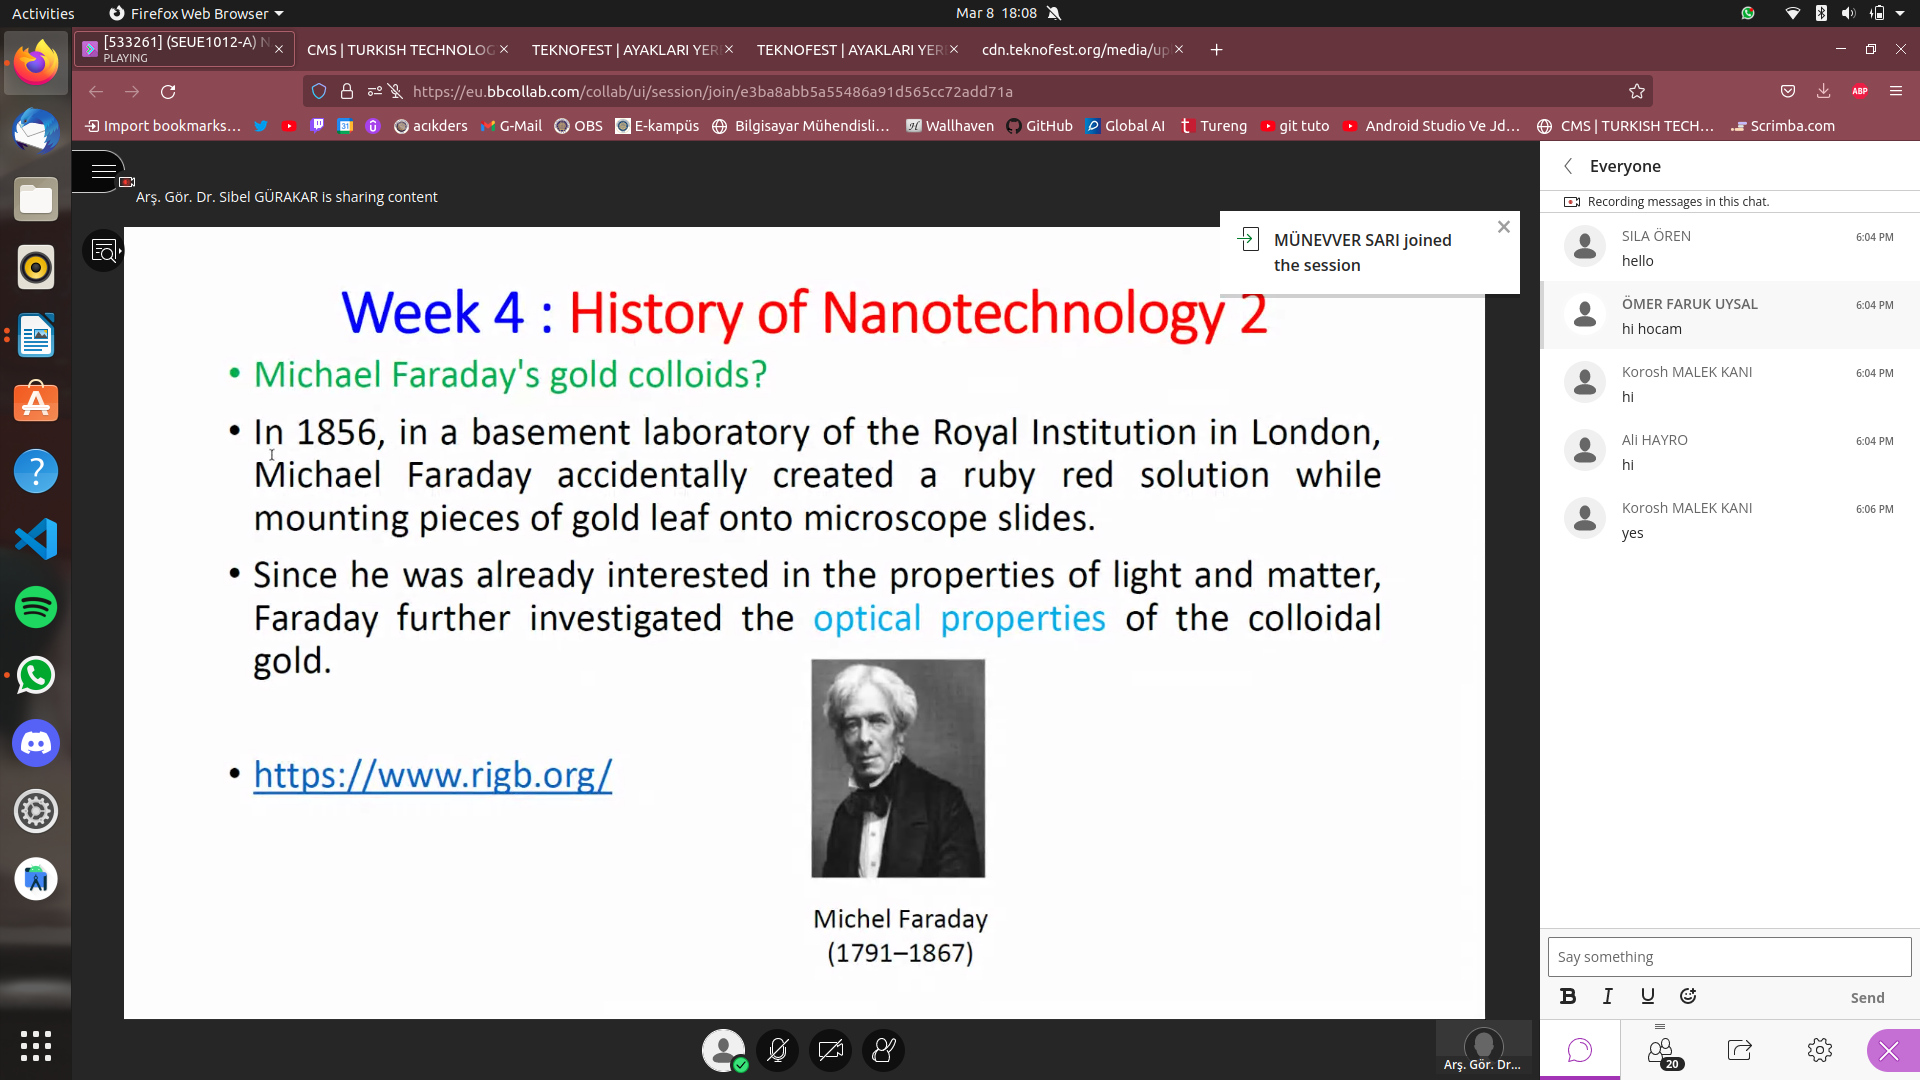 Activities
Firefox Web Browser
Mar 8 18:08
[533261] (SEUE1012-A) N
PLAYING
CMS | TURKISH TECHNOLOG
TEKNOFEST | AYAKLARI YER
TEKNOFEST | AYAKLARI YER
cdn.teknofest.org/media/up
https://eu.bbcollab.com/collab/ui/session/join/e3ba8abb5a55486a91d565cc72add71a
ABP
Import bookmarks...
acıkders
G-Mail
OBS
E-kampüs
Bilgisayar Mühendisli...
Wallhaven
GitHub
Global AI
Tureng
git tuto
Android Studio Ve Jd...
CMS | TURKISH TECH...
Scrimba.com
Arş. Gör. Dr. Sibel GÜRAKAR is sharing content
MÜNEVVER SARI joined
the session
Week 4 : History of Nanotechnology 2
• Michael Faraday's gold colloids?
• In 1856, in a basement laboratory of the Royal Institution in London,
Michael Faraday accidentally created a ruby red solution while
mounting pieces of gold leaf onto microscope slides.
• Since he was already interested in the properties of light and matter,
Faraday further investigated the optical properties of the colloidal
gold.
• https://www.rigb.org/
Michel Faraday
(1791–1867)
Arş. Gör. Dr...
Everyone
Recording messages in this chat.
SILA ÖREN
6:04 PM
hello
ÖMER FARUK UYSAL
6:04 PM
hi hocam
Korosh MALEK KANI
6:04 PM
hi
Ali HAYRO
6:04 PM
hi
Korosh MALEK KANI
6:06 PM
yes
Say something
B I U
Send
20